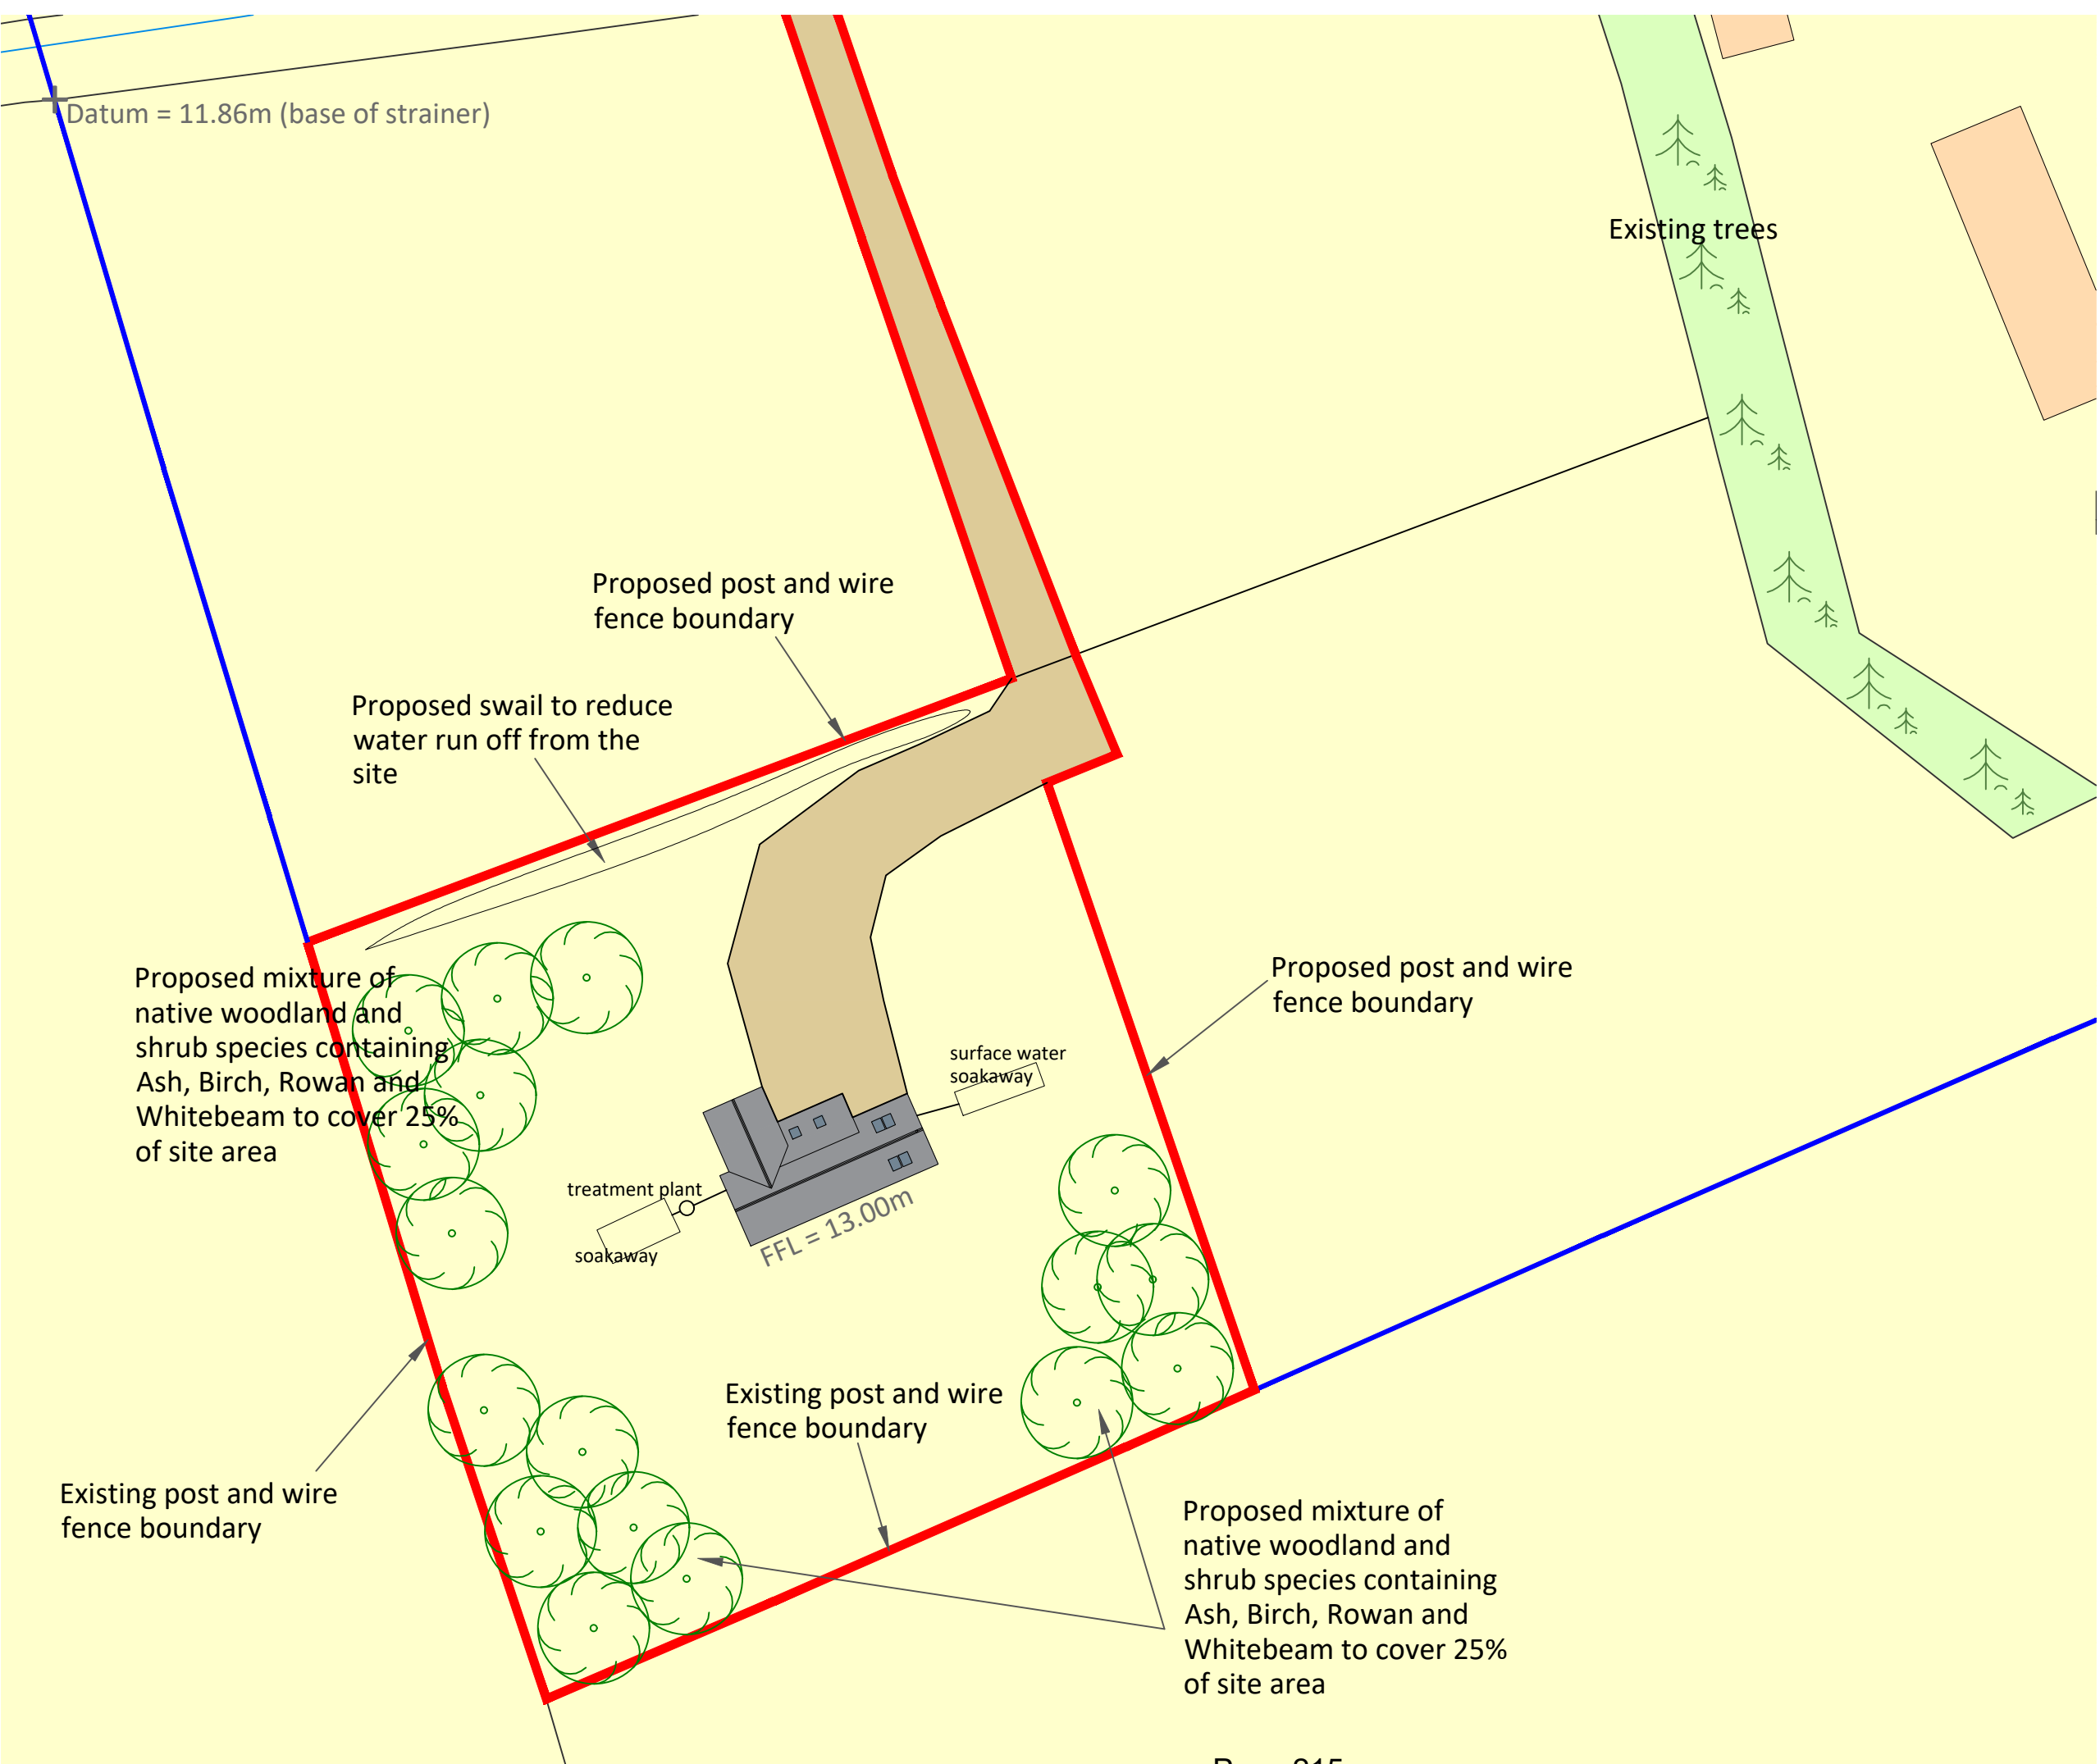 Datum = 11.86m (base of strainer)
Existing trees
Proposed post and wire
fence boundary
Proposed swail to reduce
water run off from the
site
Proposed mixture of
native woodland and
shrub species containing
Ash, Birch, Rowan and
Whitebeam to cover 25%
of site area
Proposed post and wire
fence boundary
surface water
soakaway
treatment plant
soakaway
FFL = 13.00m
Existing post and wire
fence boundary
Existing post and wire
fence boundary
Proposed mixture of
native woodland and
shrub species containing
Ash, Birch, Rowan and
Whitebeam to cover 25%
of site area